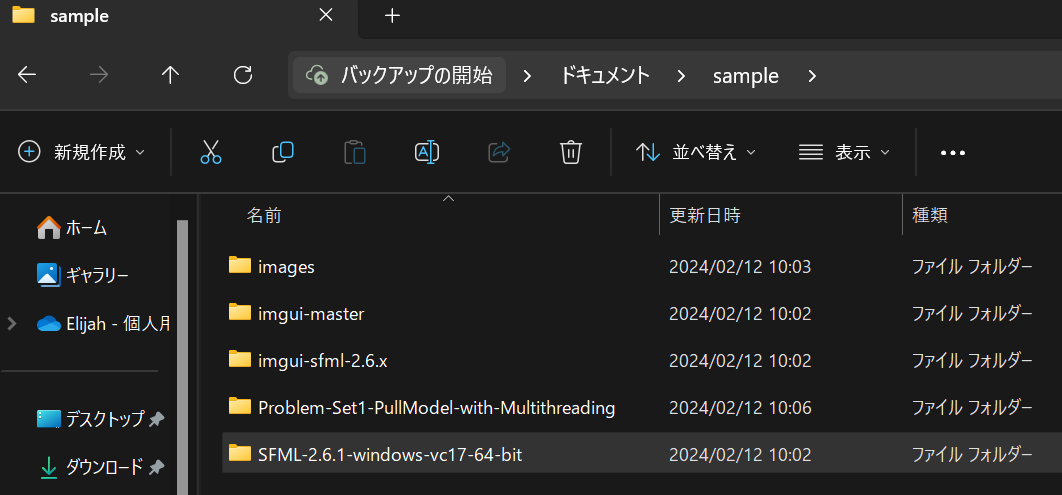 sample
バックアップの開始 ドキュメント sample
新規作成 並べ替え 表示
名前 更新日時 種類
ホーム
ギャラリー
Elijah - 個人用
デスクトップ
ダウンロード
images 2024/02/12 10:03 ファイル フォルダー
imgui-master 2024/02/12 10:02 ファイル フォルダー
imgui-sfml-2.6.x 2024/02/12 10:02 ファイル フォルダー
Problem-Set1-PullModel-with-Multithreading 2024/02/12 10:06 ファイル フォルダー
SFML-2.6.1-windows-vc17-64-bit 2024/02/12 10:02 ファイル フォルダー